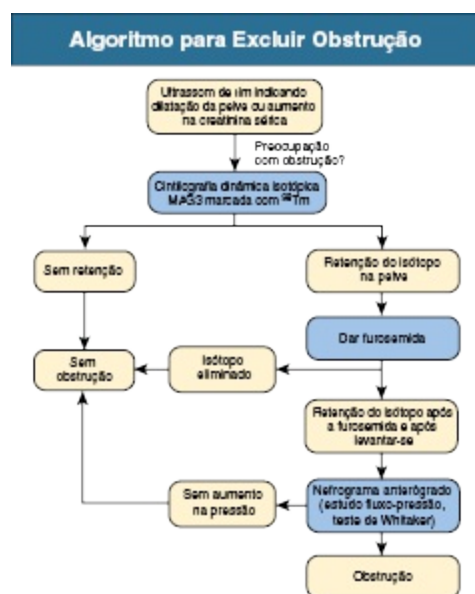 Algoritmo para Excluir Obstrução
Ultrassom de rim indicando
dilatação da pelve ou aumento
na creatinina sérica
Preocupação
com obstrução?
Cintilografia dinâmica isotópica
MAG3 marcada com ⁹⁹Tm
Sem retenção
Retenção do isótopo
na pelve
Dar furosemida
Sem
obstrução
Isótopo
eliminado
Retenção do isótopo após
a furosemida e após
levantar-se
Sem aumento
na pressão
Nefrograma anterógrado
(estudo fluxo-pressão,
teste de Whitaker)
Obstrução